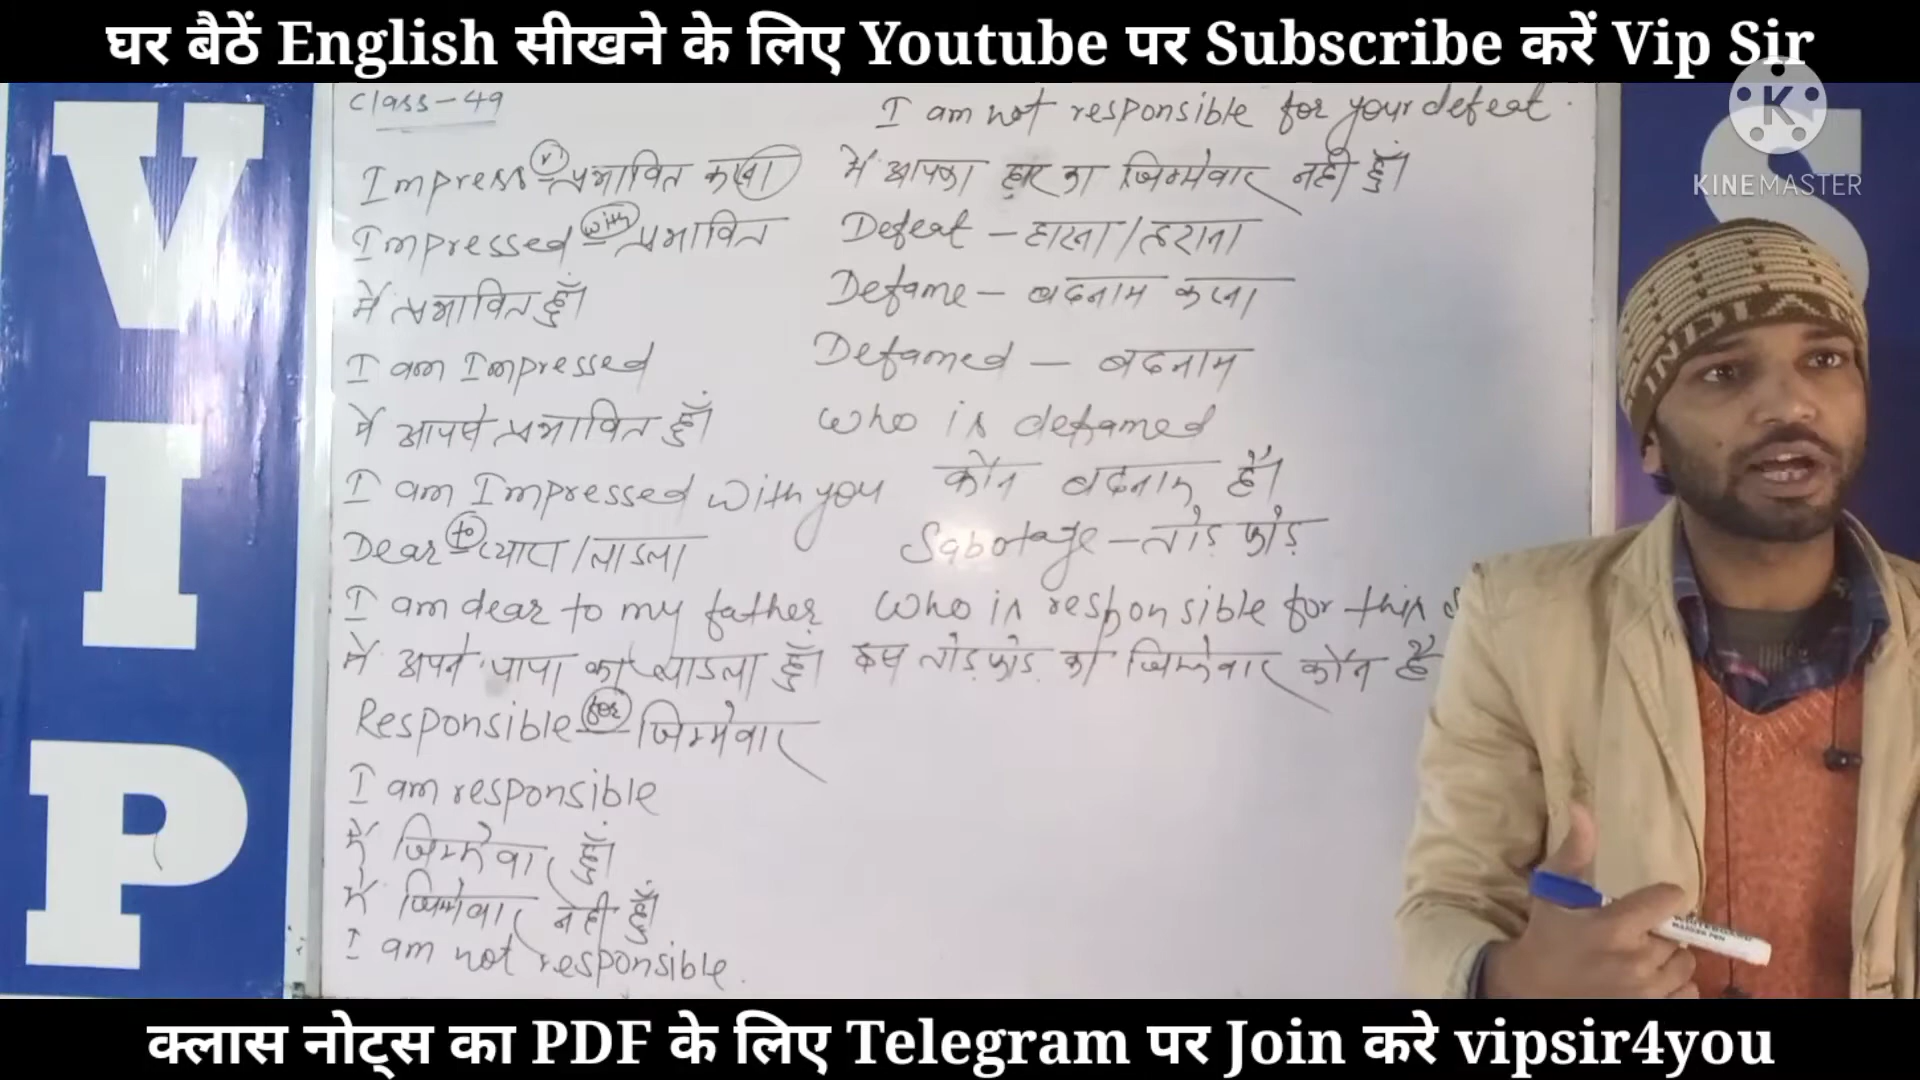 घर बैठें English सीखने के लिए Youtube पर Subscribe करें Vip Sir
VIP
S
K
KINEMASTER
INDIA
Class-49
Impress (v) - प्रभावित करना
Impressed (with) - प्रभावित
मैं प्रभावित हूँ।
I am Impressed
मैं आपसे प्रभावित हूँ।
I am Impressed with you
Dear (to) - प्यारा/लाडला
I am dear to my father.
मैं अपने पापा का लाडला हूँ।
Responsible (for) - जिम्मेवार
I am responsible
मैं जिम्मेवार हूँ।
मैं जिम्मेवार नहीं हूँ।
I am not responsible.
I am not responsible for your defeat.
मैं आपका हार का जिम्मेवार नहीं हूँ।
Defeat - हारना/हराना
Defame - बदनाम करना
Defamed - बदनाम
Who is defamed
कौन बदनाम है।
Sabotage - तोड़ फोड़
Who is responsible for this S
इस तोड़ फोड़ का जिम्मेवार कौन है
WHITEBOARD
MARKER PEN
क्लास नोट्स का PDF के लिए Telegram पर Join करे vipsir4you